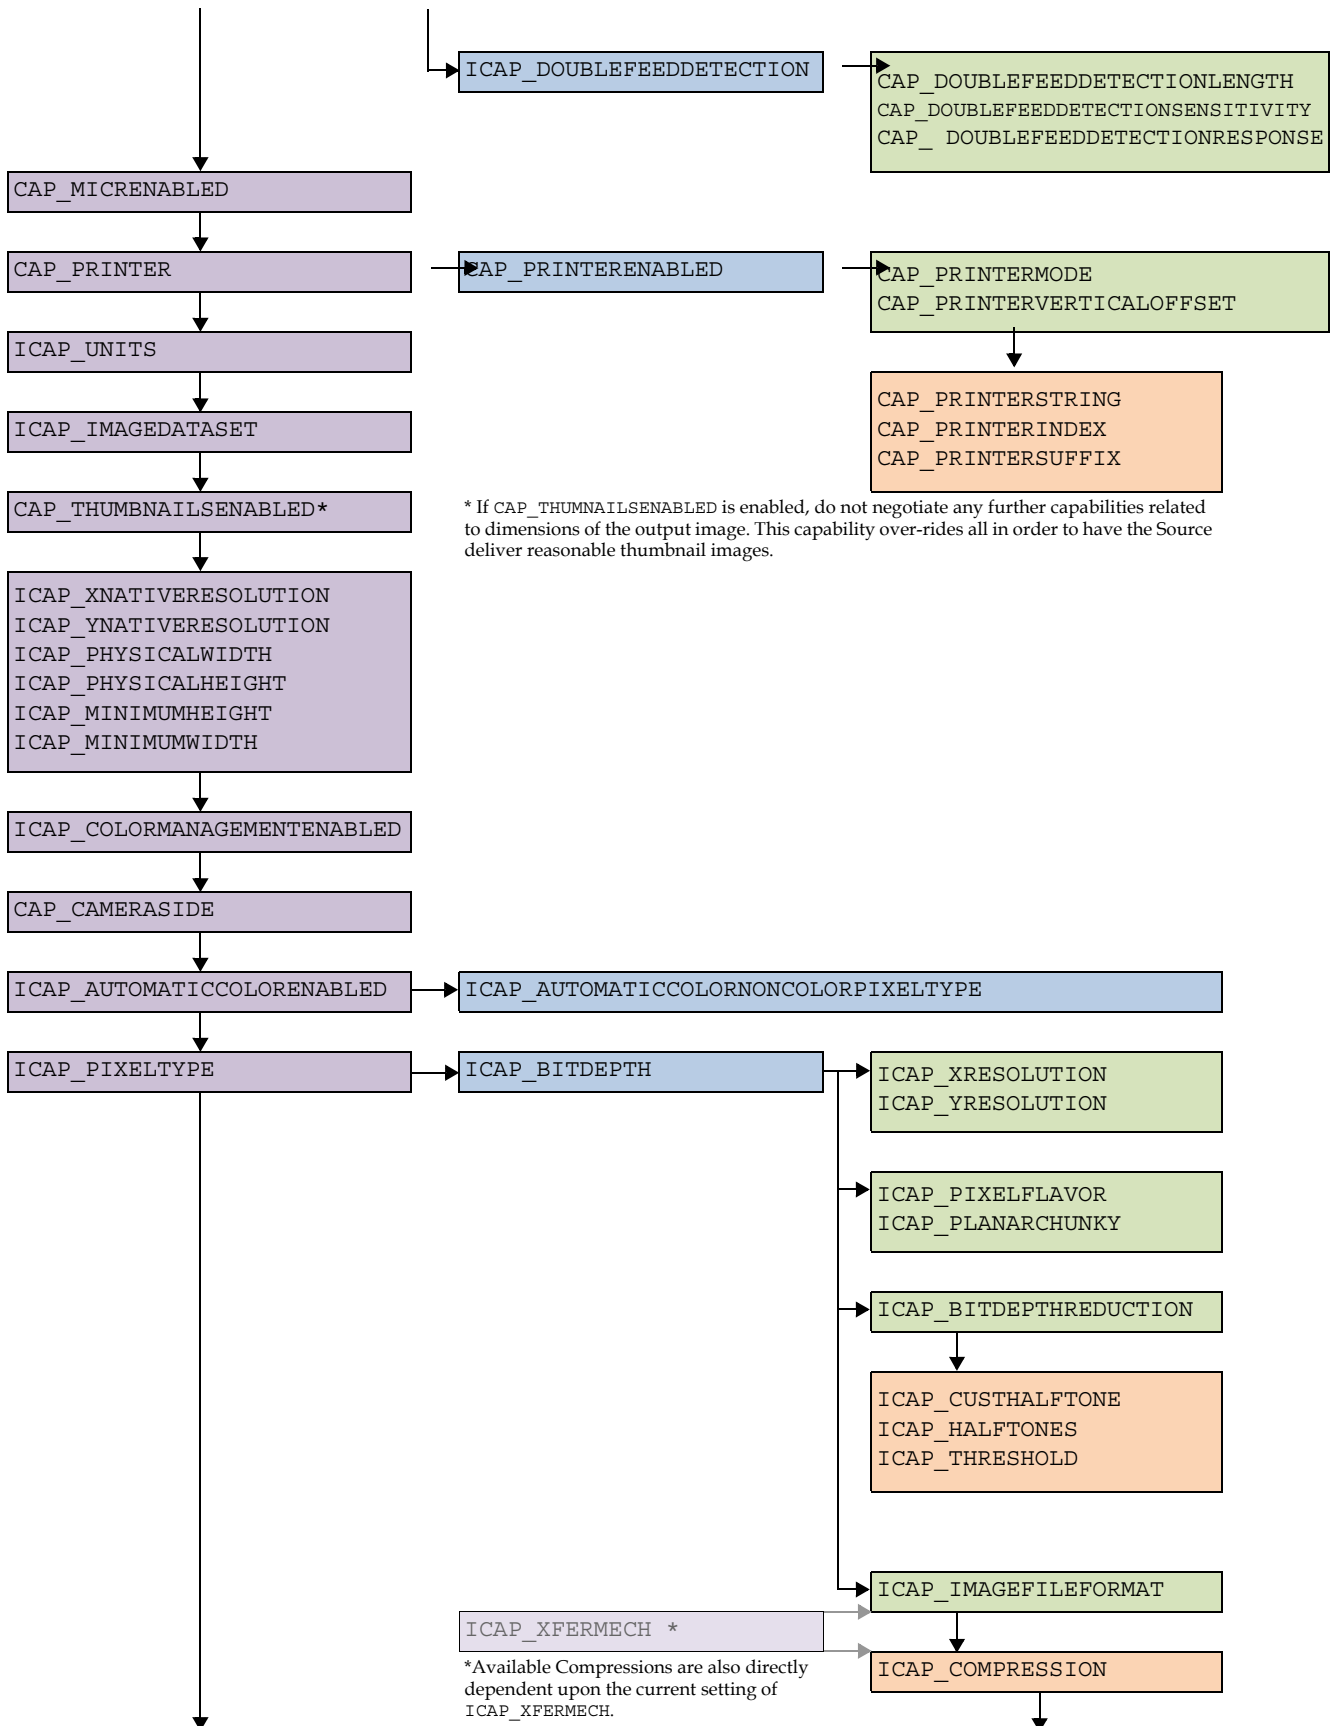 ICAP_DOUBLEFEEDDETECTION
CAP_DOUBLEFEEDDETECTIONLENGTH
CAP_DOUBLEFEEDDETECTIONSENSITIVITY
CAP_ DOUBLEFEEDDETECTIONRESPONSE
CAP_MICRENABLED
CAP_PRINTER
CAP_PRINTERENABLED
CAP_PRINTERMODE
CAP_PRINTERVERTICALOFFSET
ICAP_UNITS
CAP_PRINTERSTRING
CAP_PRINTERINDEX
CAP_PRINTERSUFFIX
ICAP_IMAGEDATASET
CAP_THUMBNAILSENABLED*
* If CAP_THUMNAILSENABLED is enabled, do not negotiate any further capabilities related
to dimensions of the output image. This capability over-rides all in order to have the Source
deliver reasonable thumbnail images.
ICAP_XNATIVERESOLUTION
ICAP_YNATIVERESOLUTION
ICAP_PHYSICALWIDTH
ICAP_PHYSICALHEIGHT
ICAP_MINIMUMHEIGHT
ICAP_MINIMUMWIDTH
ICAP_COLORMANAGEMENTENABLED
CAP_CAMERASIDE
ICAP_AUTOMATICCOLORENABLED
ICAP_AUTOMATICCOLORNONCOLORPIXELTYPE
ICAP_PIXELTYPE
ICAP_BITDEPTH
ICAP_XRESOLUTION
ICAP_YRESOLUTION
ICAP_PIXELFLAVOR
ICAP_PLANARCHUNKY
ICAP_BITDEPTHREDUCTION
ICAP_CUSTHALFTONE
ICAP_HALFTONES
ICAP_THRESHOLD
ICAP_IMAGEFILEFORMAT
ICAP_XFERMECH *
*Available Compressions are also directly
dependent upon the current setting of
ICAP_XFERMECH.
ICAP_COMPRESSION